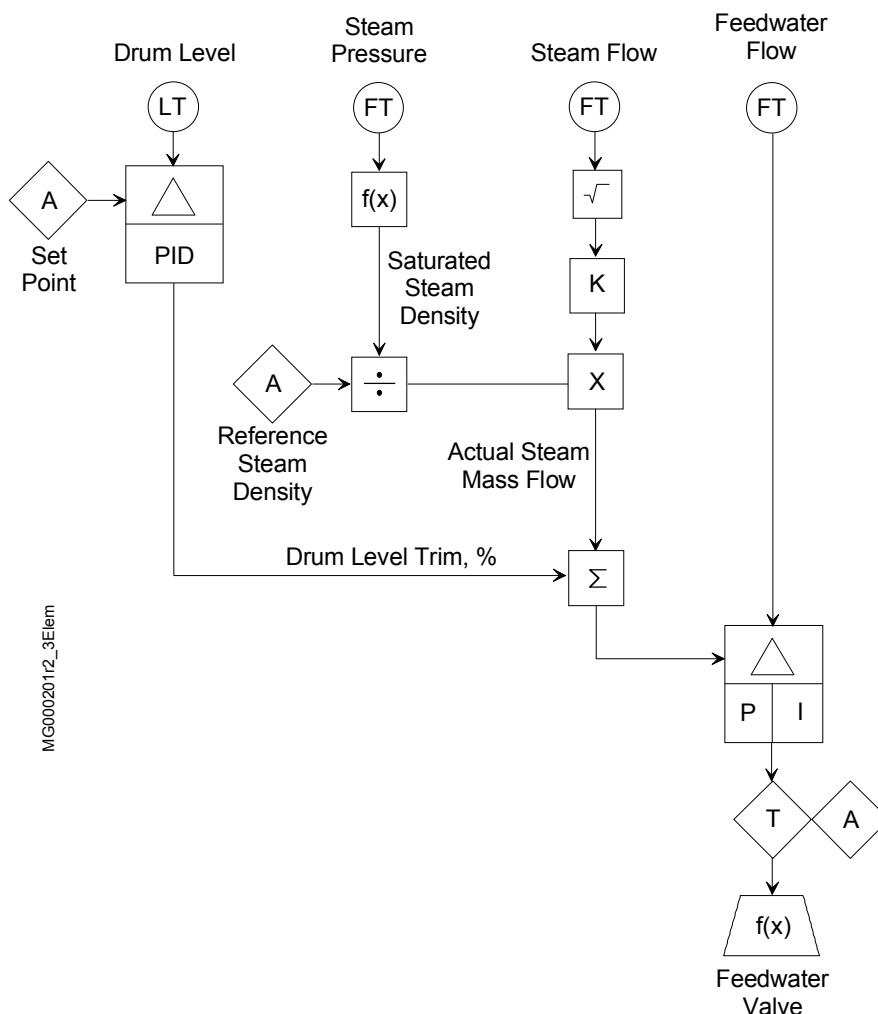 Drum Level
Steam
Pressure
Steam Flow
Feedwater
Flow
LT
FT
FT
FT
A
Set
Point
PID
f(x)
√
Saturated
Steam
Density
K
A
Reference
Steam
Density
÷
X
Actual Steam
Mass Flow
Drum Level Trim, %
Σ
MG000201r2_3Elem
△
△
P I
T A
f(x)
Feedwater
Valve